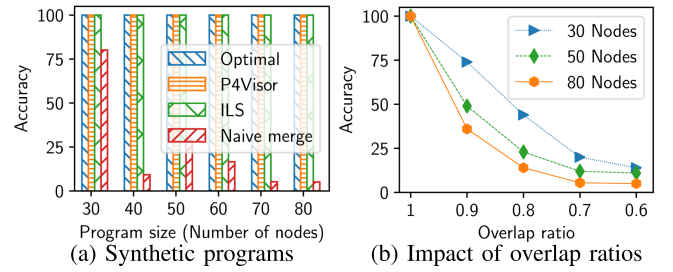 100
75
50
25
0
Accuracy
Optimal
P4Visor
ILS
Naive merge
30 40 50 60 70 80
Program size (Number of nodes)
(a) Synthetic programs
100
75
50
25
0
Accuracy
30 Nodes
50 Nodes
80 Nodes
1 0.9 0.8 0.7 0.6
Overlap ratio
(b) Impact of overlap ratios